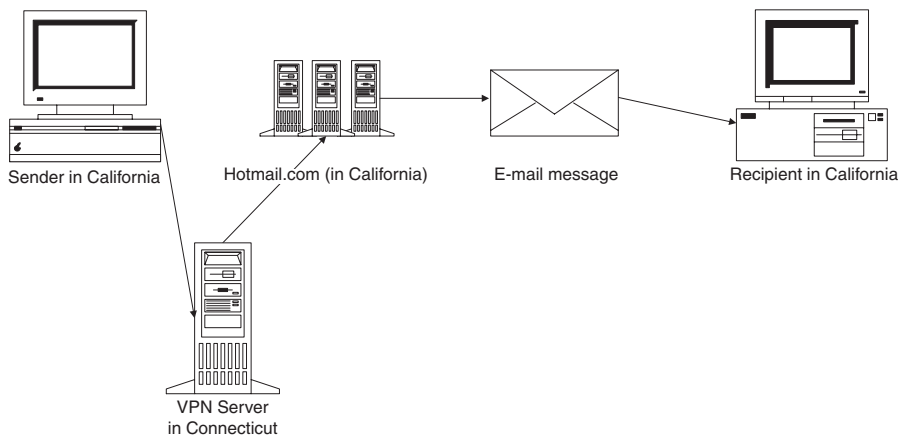 Sender in California
Hotmail.com (in California)
E-mail message
Recipient in California
VPN Server
in Connecticut